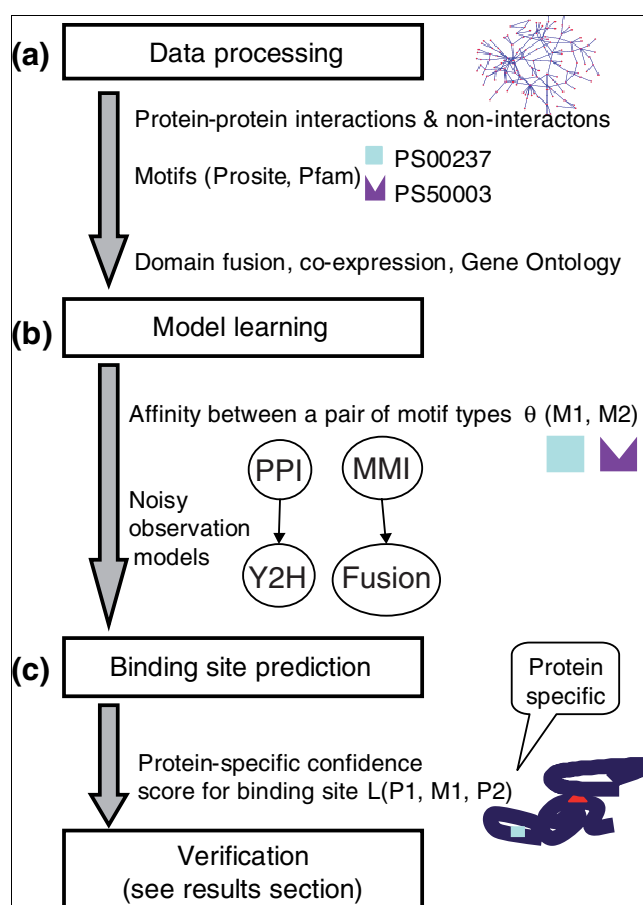 (a)
Data processing
Protein-protein interactions & non-interactons
Motifs (Prosite, Pfam)
PS00237
PS50003
Domain fusion, co-expression, Gene Ontology
(b)
Model learning
Affinity between a pair of motif types θ (M1, M2)
PPI
MMI
Noisy
observation
models
Y2H
Fusion
(c)
Binding site prediction
Protein
specific
Protein-specific confidence
score for binding site L(P1, M1, P2)
Verification
(see results section)